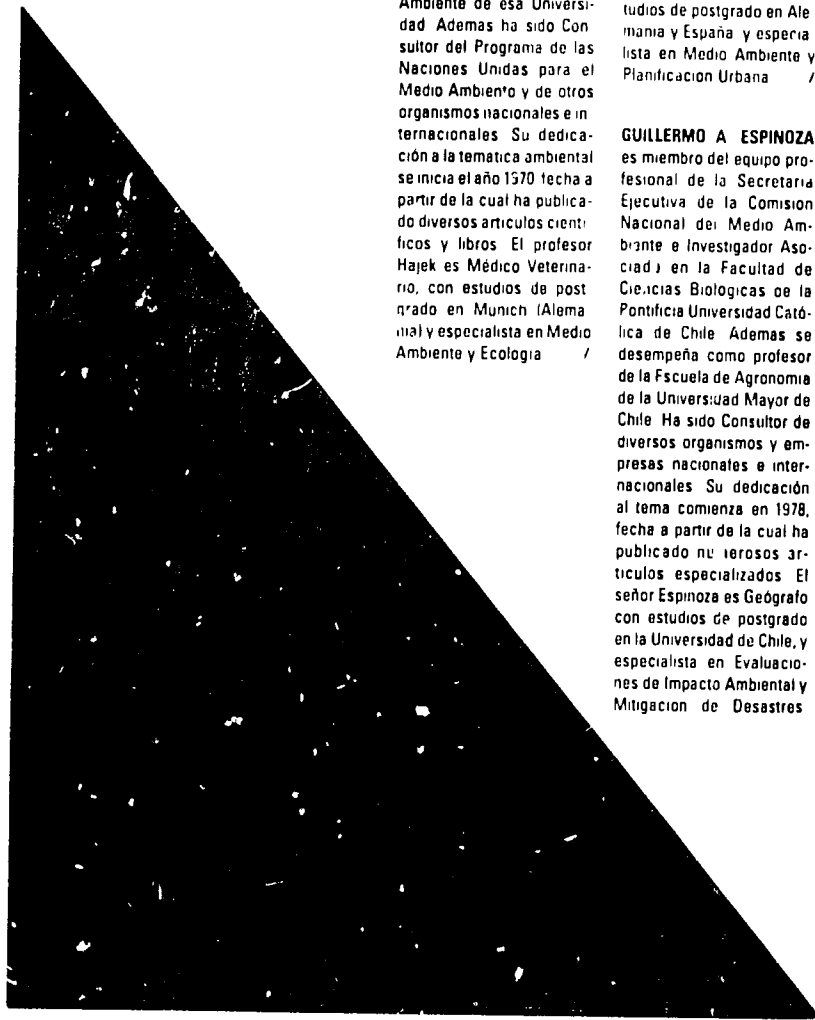 Ambiente de esa Universi-
dad Ademas ha sido Con
sultor del Programa de las
Naciones Unidas para el
Medio Ambiento y de otros
organismos nacionales e in
ternacionales Su dedica-
ción a la tematica ambiental
se inicia el año 1970 fecha a
partir de la cual ha publica-
do diversos articulos cienti
ficos y libros El profesor
Hajek es Médico Veterina-
rio, con estudios de post
grado en Munich (Alema
nia) y especialista en Medio
Ambiente y Ecologia /
tudios de postgrado en Ale
mania y España y especia
lista en Medio Ambiente y
Planificacion Urbana /
GUILLERMO A ESPINOZA
es miembro del equipo pro-
fesional de la Secretaria
Ejecutiva de la Comision
Nacional del Medio Am-
biente e Investigador Aso-
ciado en la Facultad de
Ciencias Biologicas de la
Pontificia Universidad Cató-
lica de Chile Ademas se
desempeña como profesor
de la Escuela de Agronomia
de la Universidad Mayor de
Chile Ha sido Consultor de
diversos organismos y em-
presas nacionales e inter-
nacionales Su dedicación
al tema comienza en 1978,
fecha a partir de la cual ha
publicado numerosos ar-
ticulos especializados El
señor Espinoza es Geógrafo
con estudios de postgrado
en la Universidad de Chile, y
especialista en Evaluacio-
nes de Impacto Ambiental y
Mitigacion de Desastres